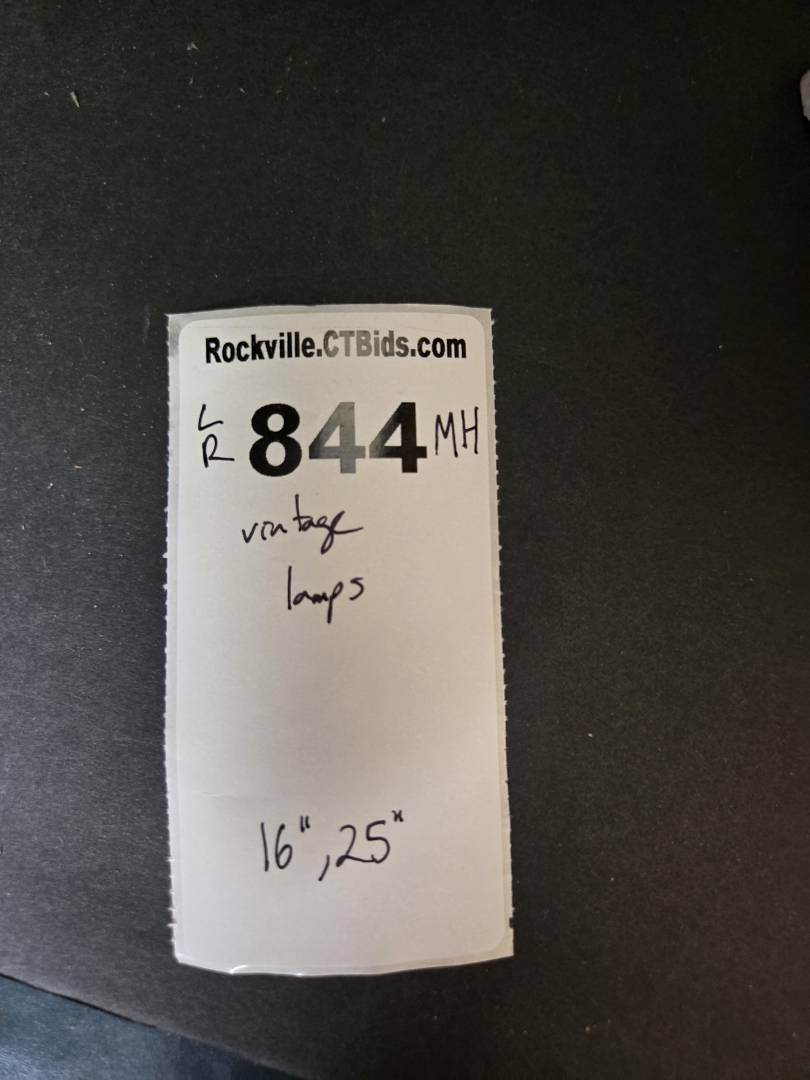 Rockville.CTBids.com
L
R 844 MH
vintage
lamps
16", 25"